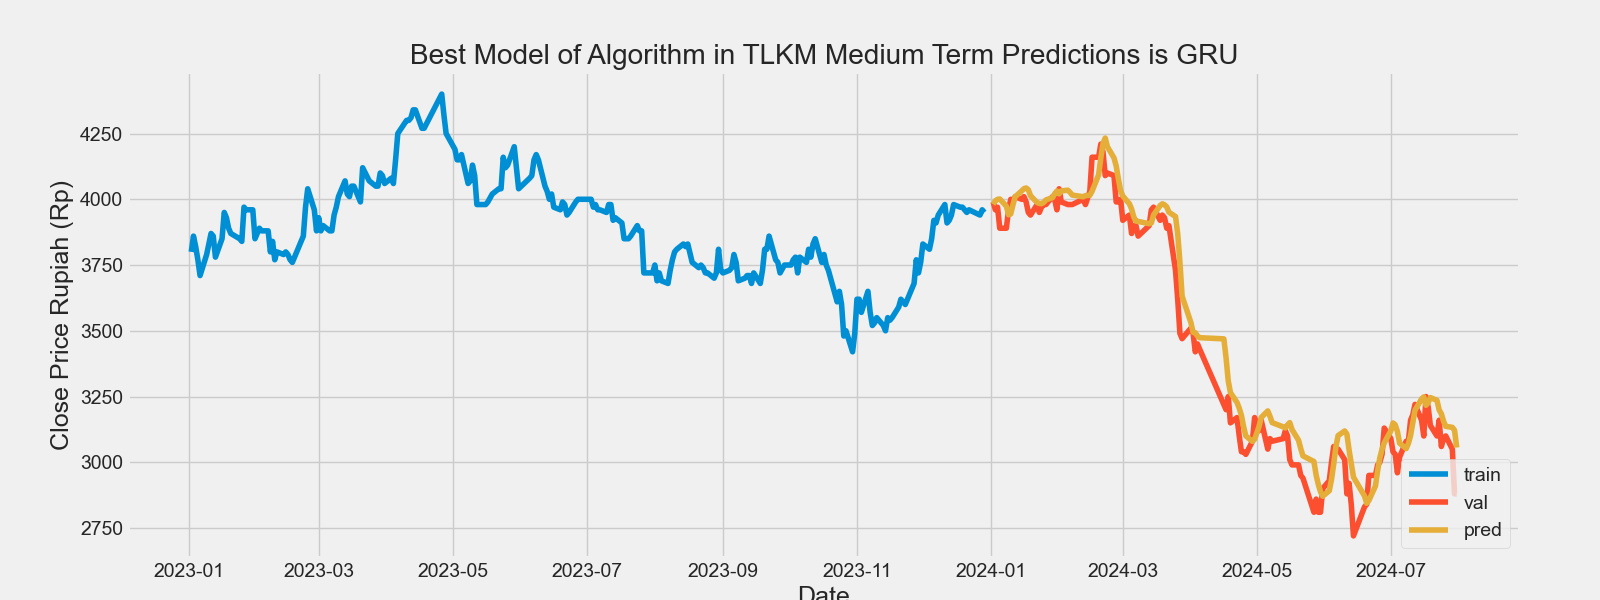 Best Model of Algorithm in TLKM Medium Term Predictions is GRU
Close Price Rupiah (Rp)
4250
4000
3750
3500
3250
3000
2750
train
val
pred
2023-01 2023-03 2023-05 2023-07 2023-09 2023-11 2024-01 2024-03 2024-05 2024-07
Date